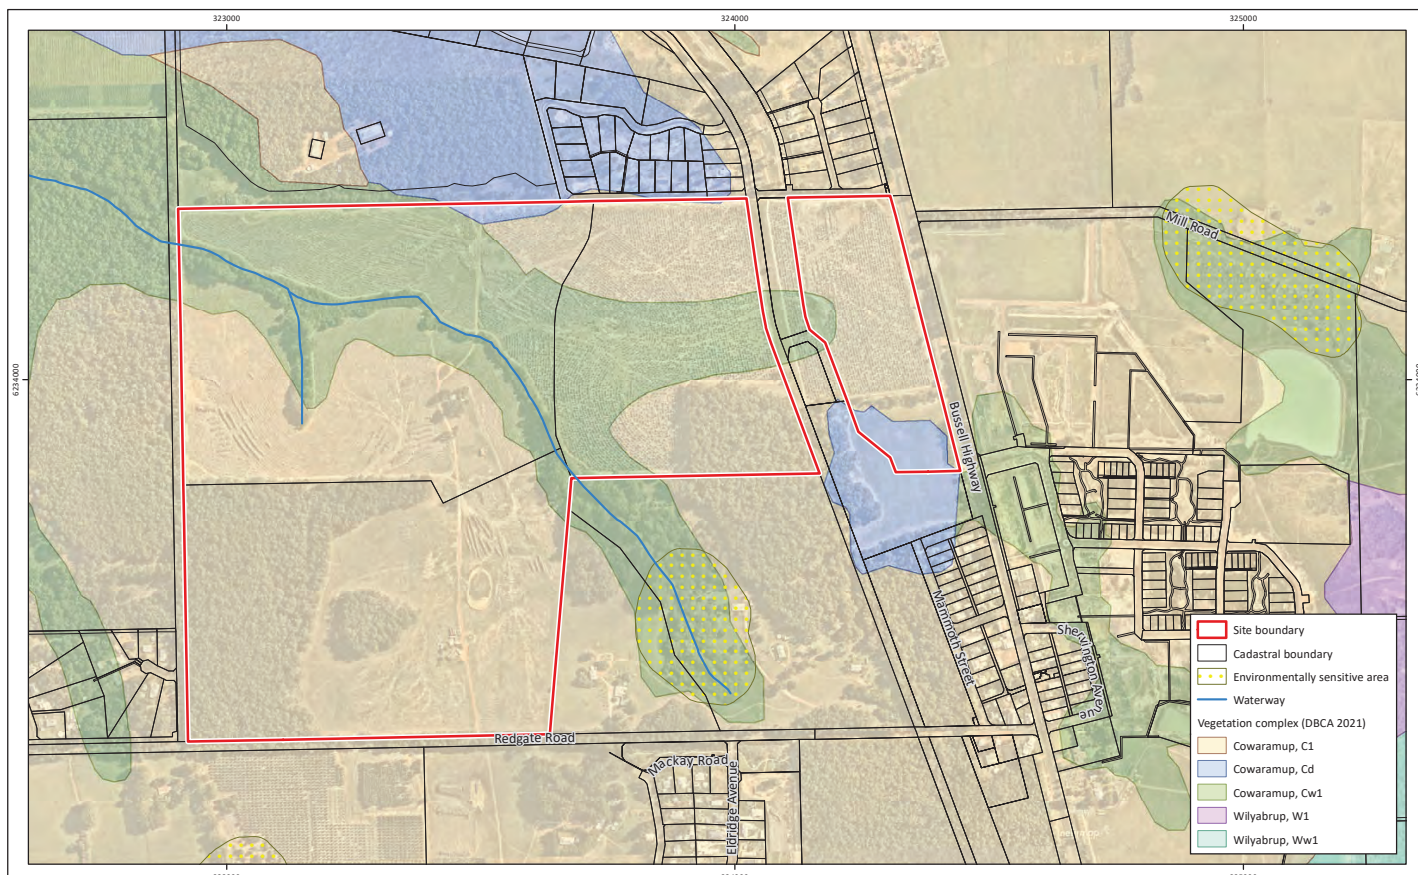 323000
324000
325000
Mill Road
6234000
Bussell Highway
Mammoth Street
Shervington Avenue
Redgate Road
Mackay Road
Eldridge Avenue
Site boundary
Cadastral boundary
Environmentally sensitive area
Waterway
Vegetation complex (DBCA 2021)
Cowaramup, C1
Cowaramup, Cd
Cowaramup, Cw1
Wilyabrup, W1
Wilyabrup, Ww1